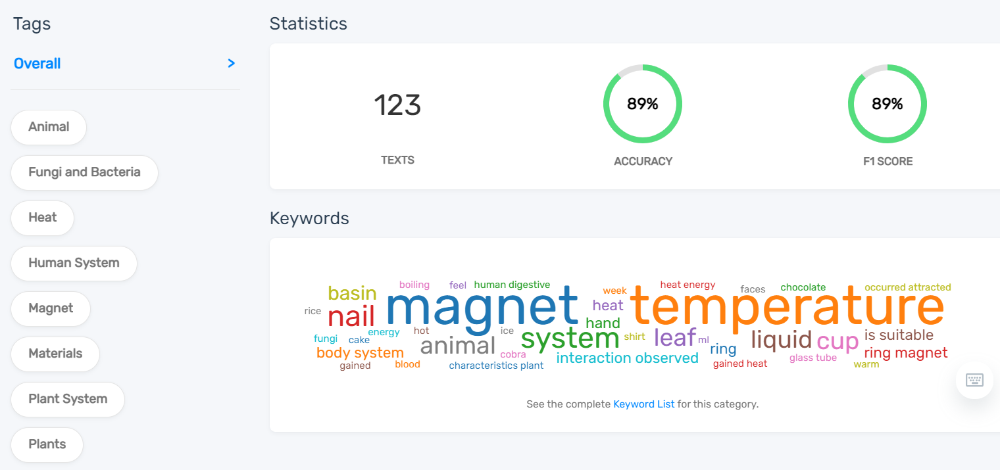 Tags
Overall
Animal
Fungi and Bacteria
Heat
Human System
Magnet
Materials
Plant System
Plants
Statistics
123
TEXTS
89%
ACCURACY
89%
F1 SCORE
Keywords
boiling
feel
human digestive
week
heat energy
faces
chocolate
occurred attracted
basin
rice
nail
magnet
heat
temperature
hand
fungi
cake
energy
hot
ice
animal
system
shirt
leaf
ml
ring
liquid
cup
is suitable
body system
cobra
interaction observed
glass tube
ring magnet
gained
blood
characteristics plant
gained heat
warm
See the complete Keyword List for this category.